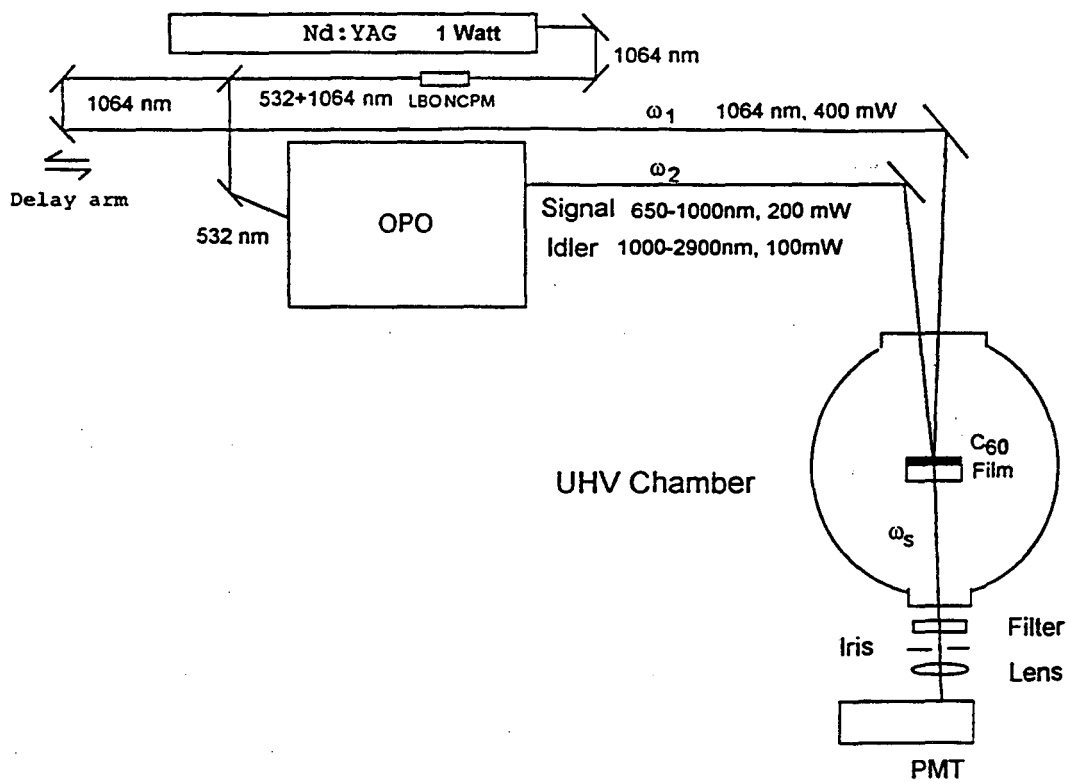 Nd:YAG 1 Watt
1064 nm
532+1064 nm
LBO NCPM
1064 nm
ω1 1064 nm, 400 mW
Delay arm
ω2
OPO
Signal 650-1000nm, 200 mW
532 nm
Idler 1000-2900nm, 100mW
C60
Film
UHV Chamber
ωs
Filter
Iris
Lens
PMT